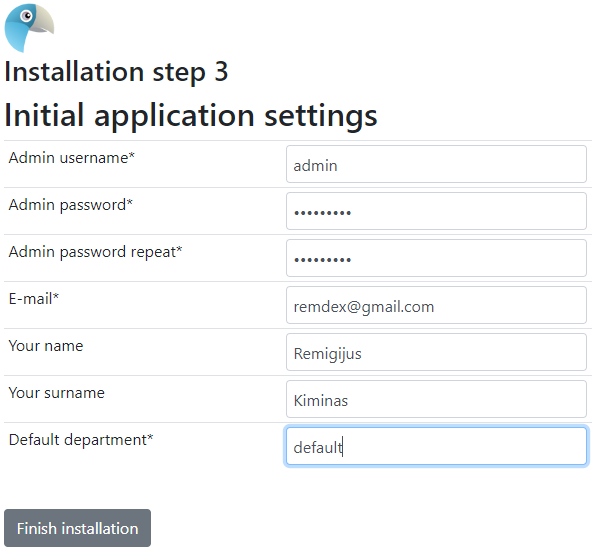 Installation step 3
Initial application settings
Admin username* admin
Admin password* •••••••••
Admin password repeat* •••••••••
E-mail* remdex@gmail.com
Your name Remigijus
Your surname Kiminas
Default department* default
Finish installation